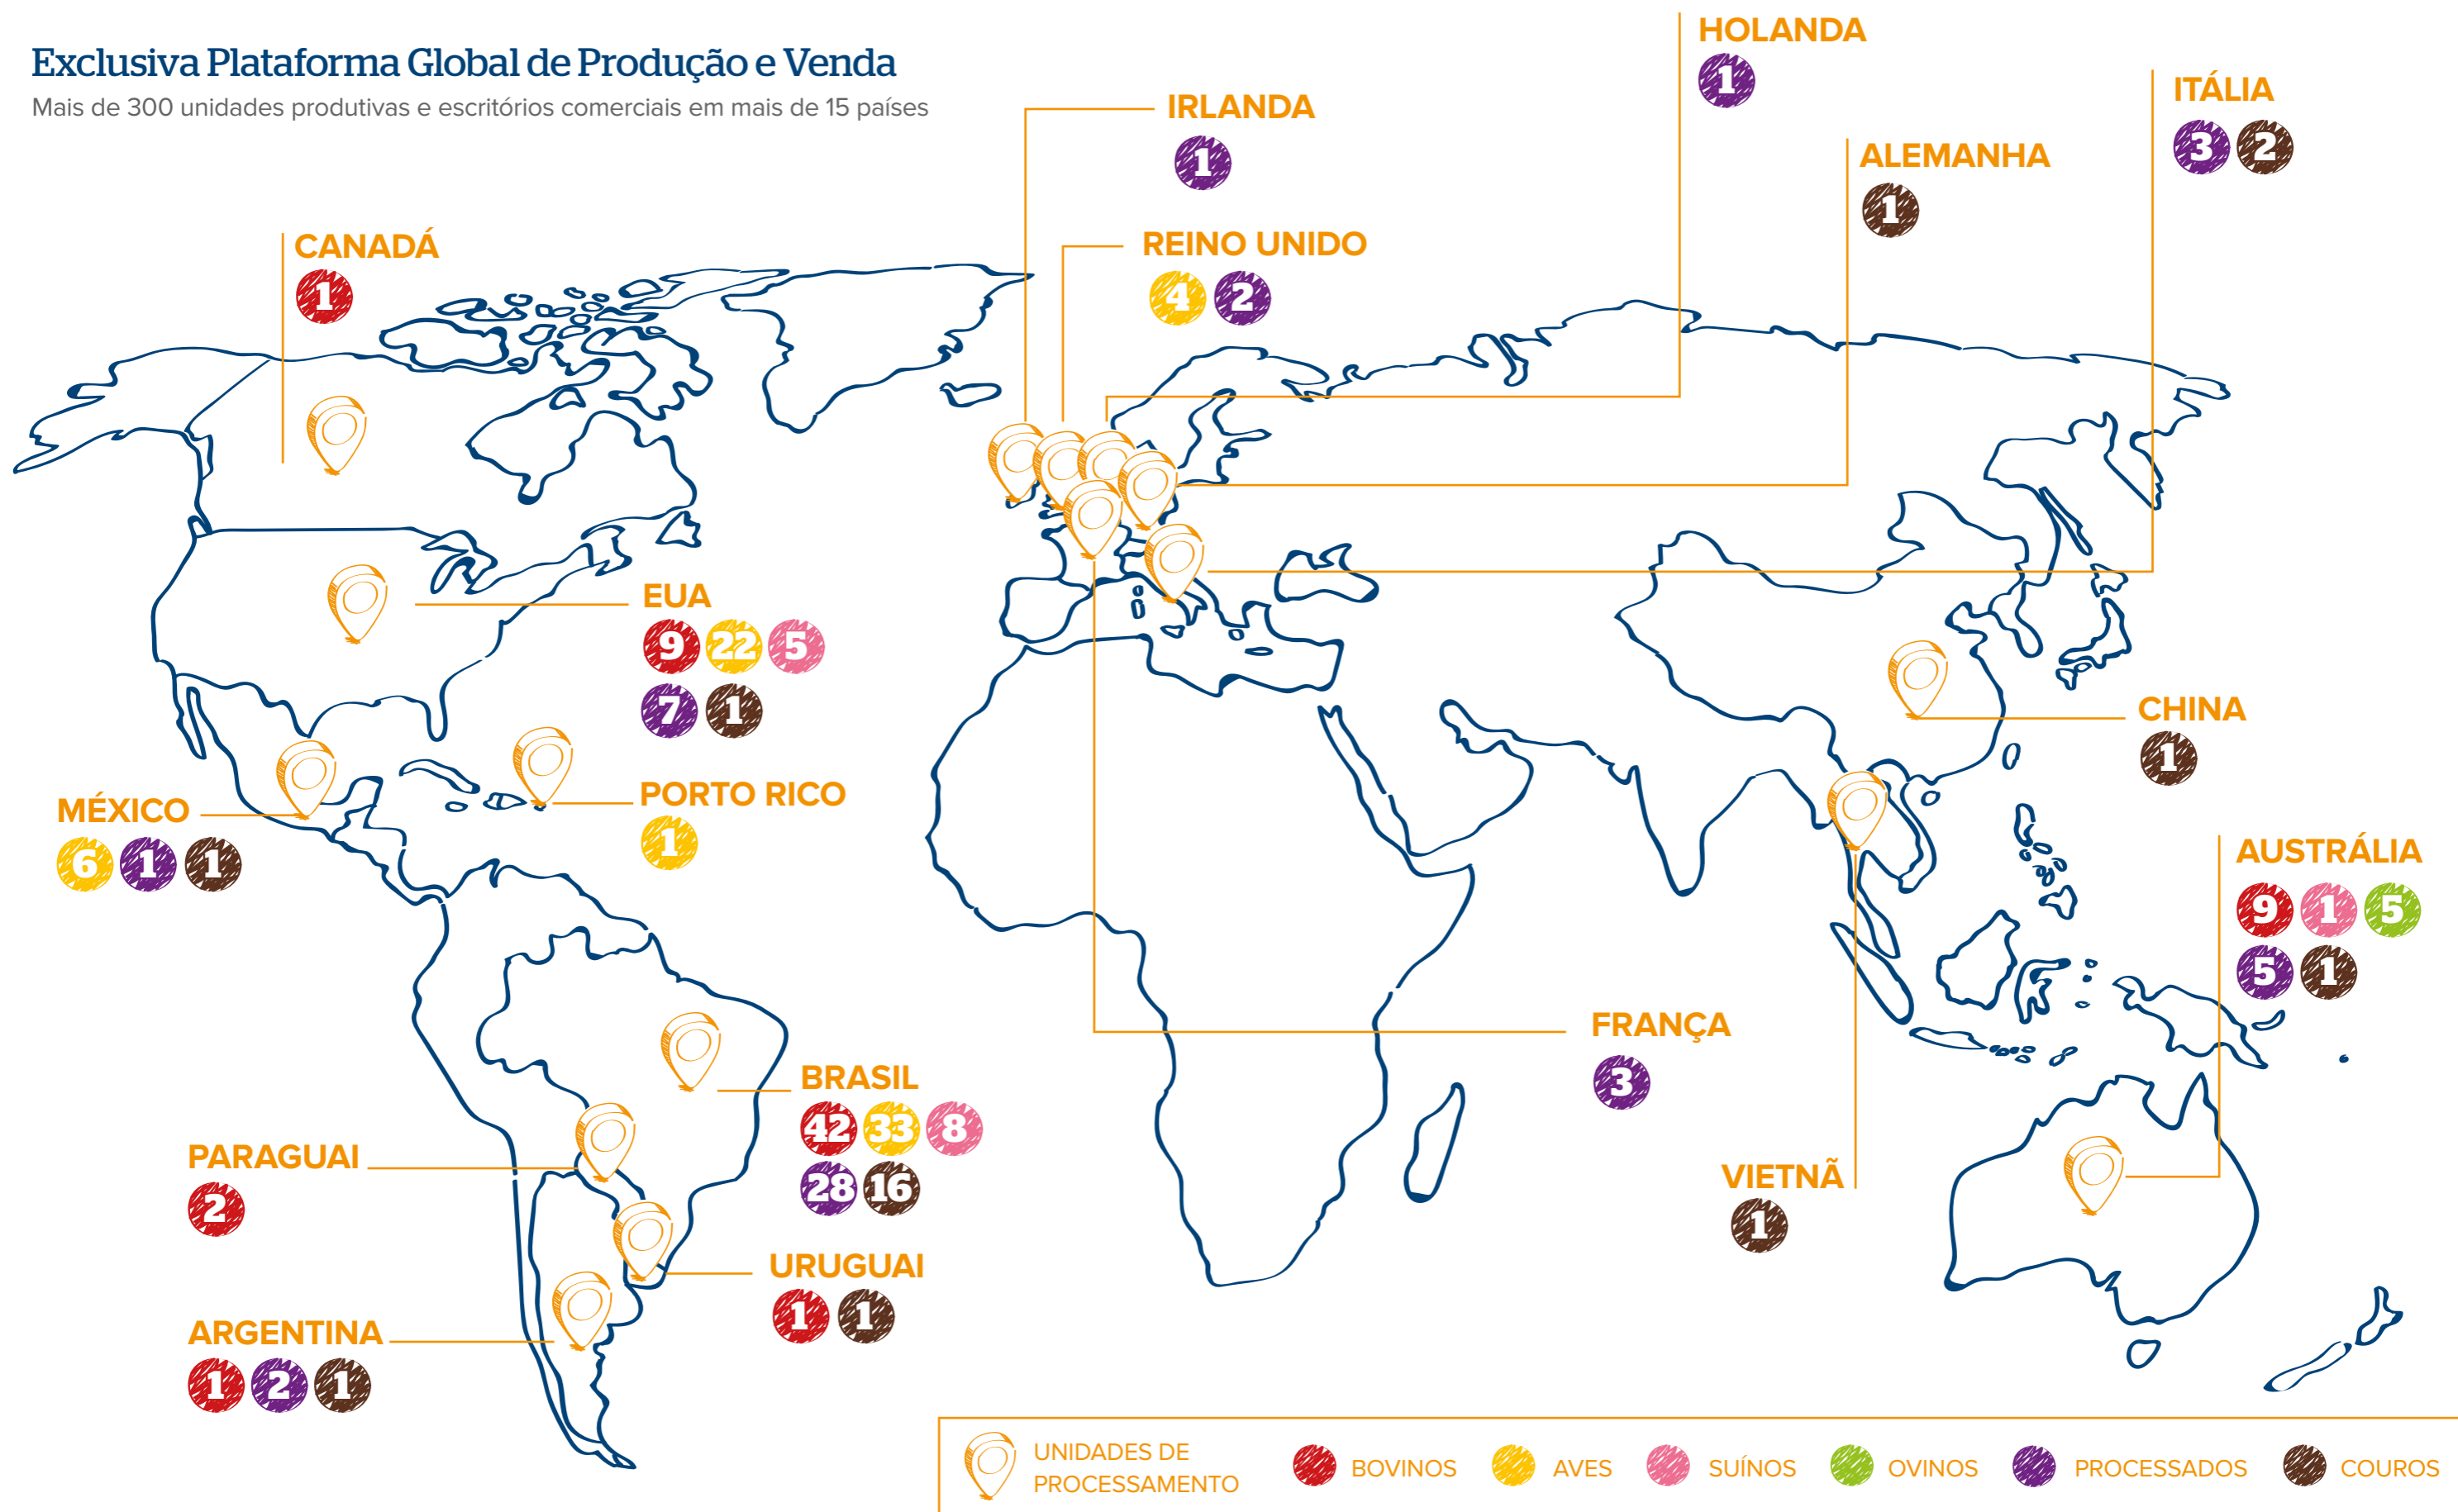 Exclusiva Plataforma Global de Produção e Venda
Mais de 300 unidades produtivas e escritórios comerciais em mais de 15 países
HOLANDA
1
ITÁLIA
3 2
IRLANDA
1
ALEMANHA
1
CANADÁ
1
REINO UNIDO
4 2
EUA
9 22 5
7 1
CHINA
1
PORTO RICO
1
MÉXICO
6 1 1
AUSTRÁLIA
9 1 5
5 1
FRANÇA
3
BRASIL
42 33 8
28 16
PARAGUAI
2
VIETNÃ
1
URUGUAI
1 1
ARGENTINA
1 2 1
UNIDADES DE
PROCESSAMENTO
BOVINOS
AVES
SUÍNOS
OVINOS
PROCESSADOS
COUROS